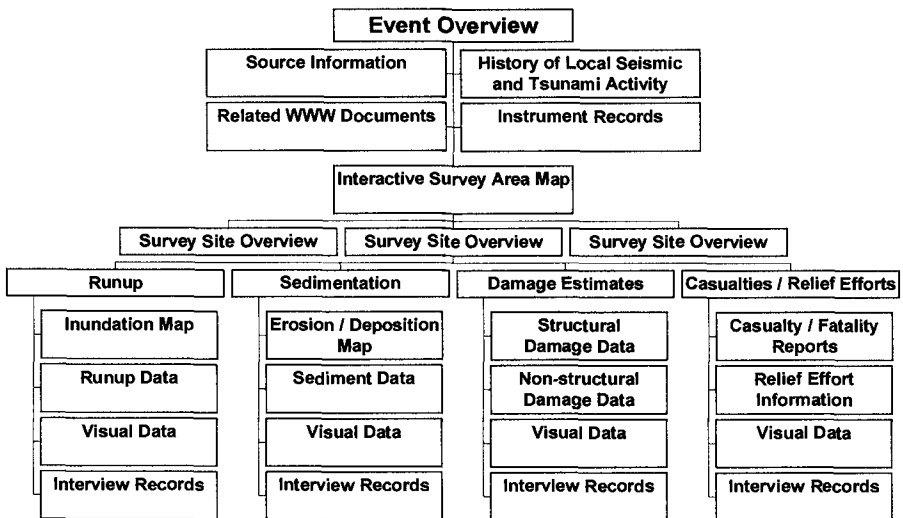 Event Overview
Source Information
History of Local Seismic
and Tsunami Activity
Related WWW Documents
Instrument Records
Interactive Survey Area Map
Survey Site Overview
Survey Site Overview
Survey Site Overview
Runup
Sedimentation
Damage Estimates
Casualties / Relief Efforts
Inundation Map
Erosion / Deposition
Map
Structural
Damage Data
Casualty / Fatality
Reports
Runup Data
Sediment Data
Non-structural
Damage Data
Relief Effort
Information
Visual Data
Visual Data
Visual Data
Visual Data
Interview Records
Interview Records
Interview Records
Interview Records